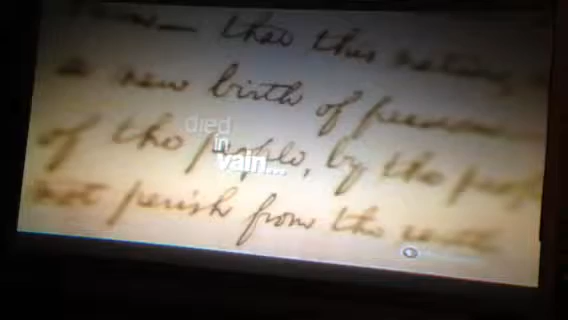 that this nation
a new birth of freedom
of the people, by the
not perish from the earth
died
in
vain...